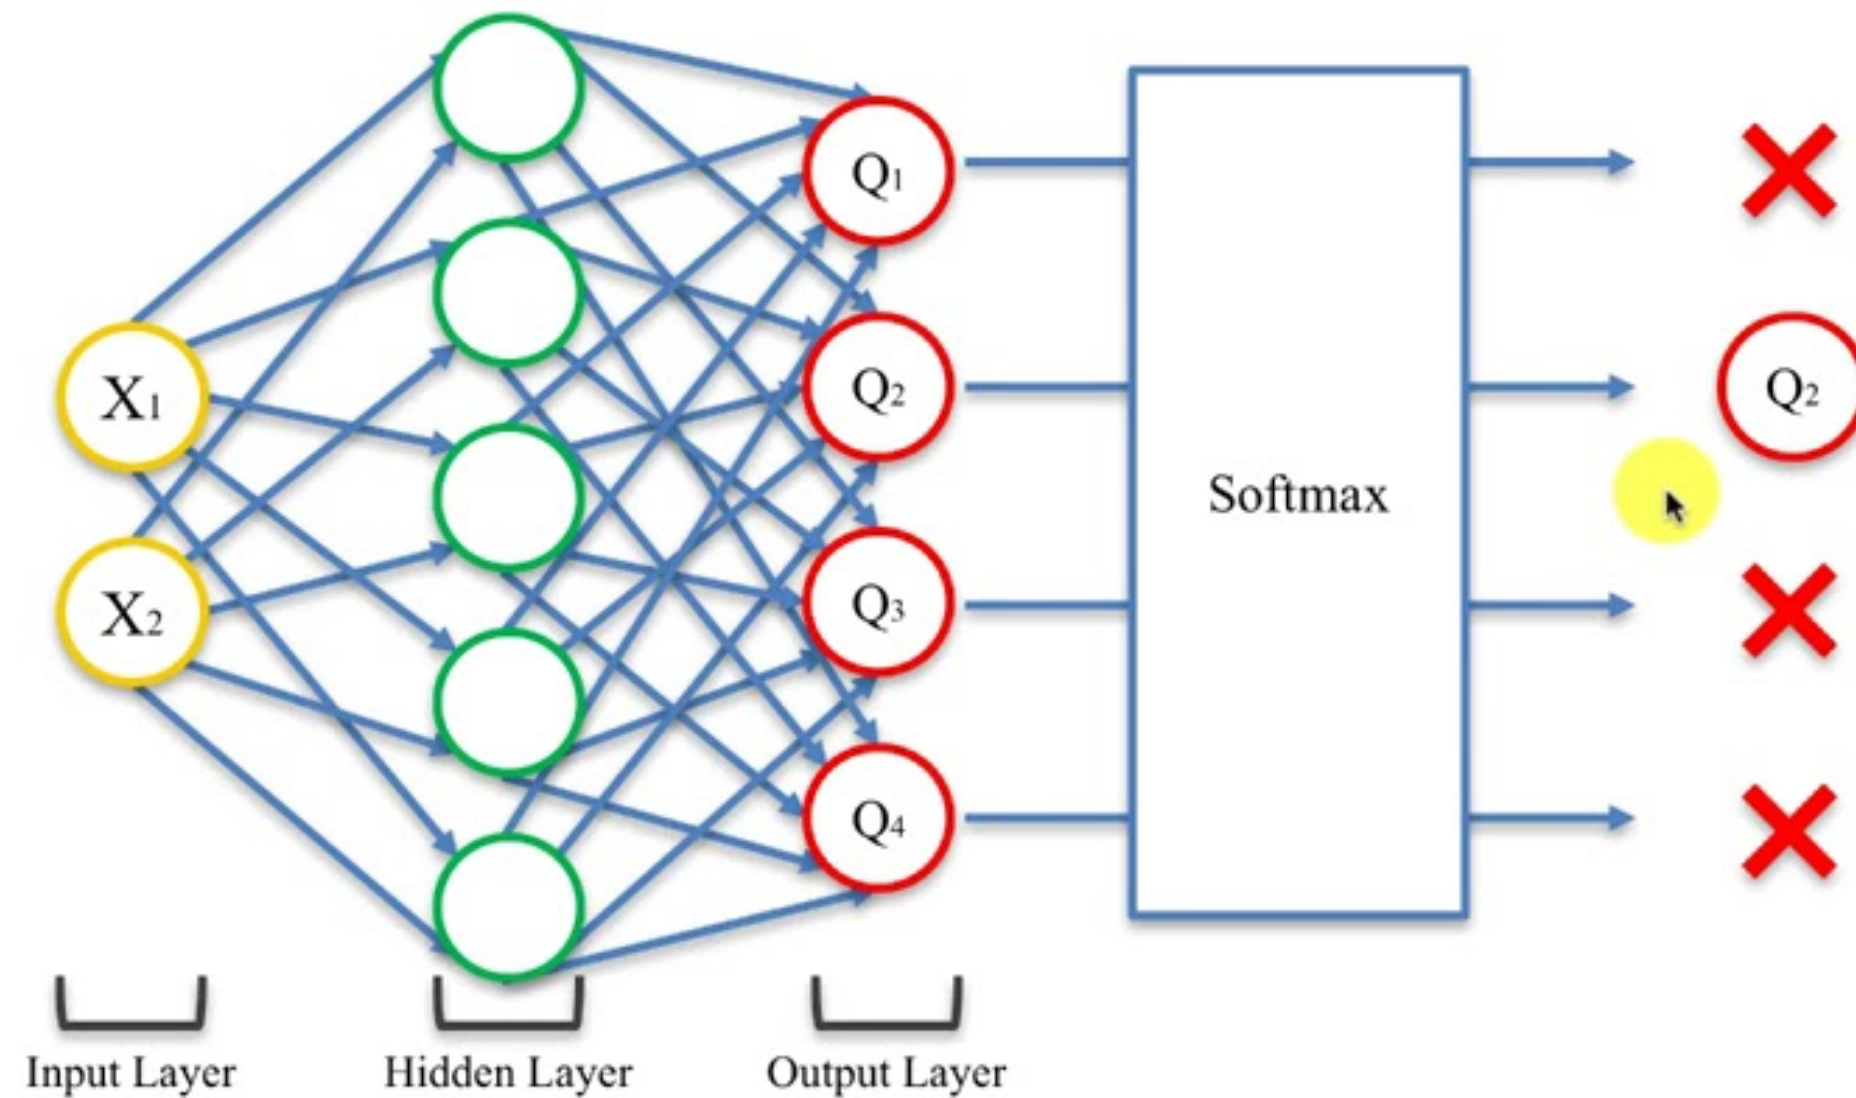 Q1
X1
Q2
Q2
Softmax
X2
Q3
Q4
Input Layer
Hidden Layer
Output Layer